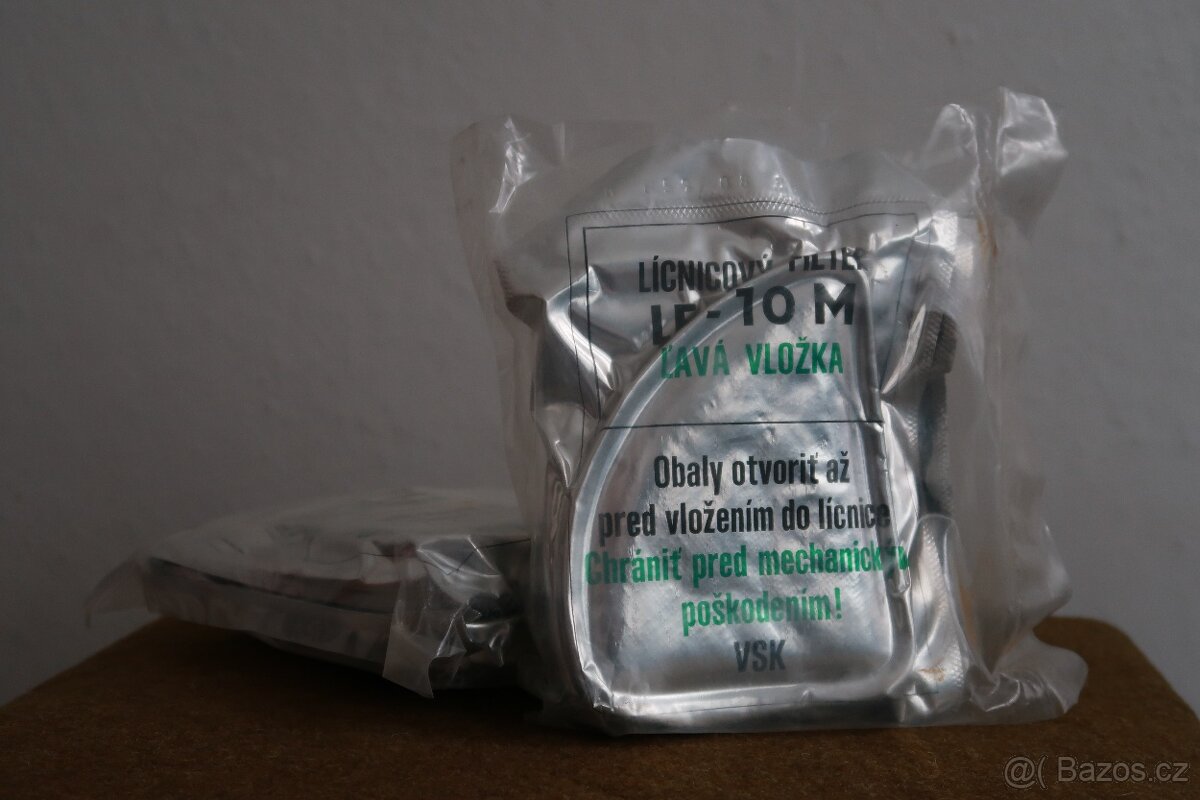 LÍCNICOVÝ FILTER
LF - 10 M
ĽAVÁ VLOŽKA
Obaly otvoriť až
pred vložením do lícnice
Chrániť pred mechanickým
poškodením!
VSK
@( Bazos.cz